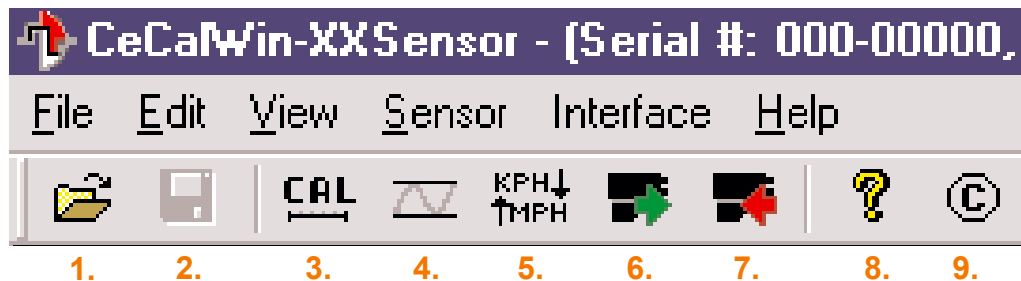 CeCalWin-XXSensor - (Serial #: 000-00000,
File Edit View Sensor Interface Help
CAL KPH↓ ↑MPH ? ©
1. 2. 3. 4. 5. 6. 7. 8. 9.